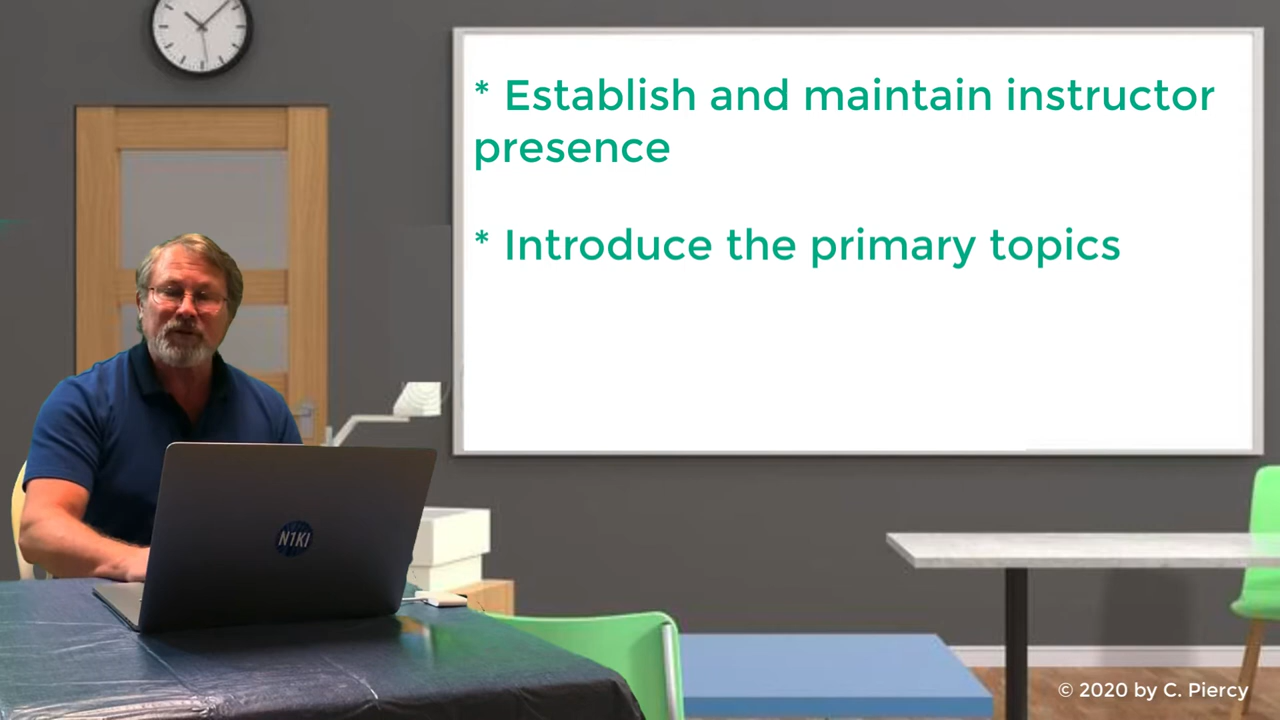 * Establish and maintain instructor
presence
* Introduce the primary topics
N1KI
© 2020 by C. Piercy